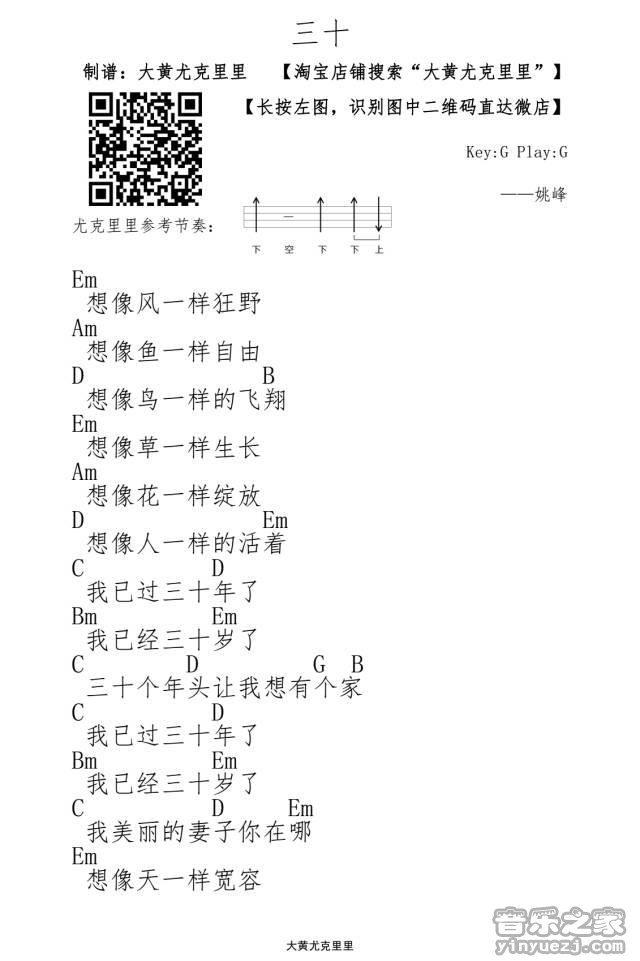 三十
制谱：大黄尤克里里 【淘宝店铺搜索“大黄尤克里里”】
【长按左图，识别图中二维码直达微店】
Key:G Play:G
——姚峰
尤克里里参考节奏：
下 空 下 下 上
Em
想像风一样狂野
Am
想像鱼一样自由
D B
想像鸟一样的飞翔
Em
想像草一样生长
Am
想像花一样绽放
D Em
想像人一样的活着
C D
我已过三十年了
Bm Em
我已经三十岁了
C D G B
三十个年头让我想有个家
C D
我已过三十年了
Bm Em
我已经三十岁了
C D Em
我美丽的妻子你在哪
Em
想像天一样宽容
大黄尤克里里
音乐之家
yinyuezj.com